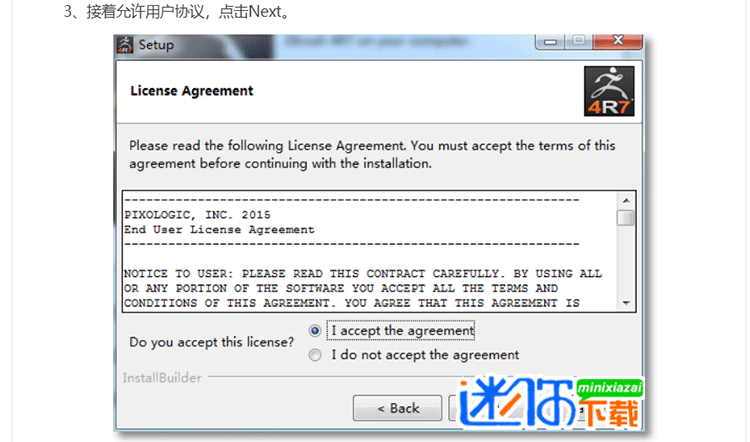 3、接着允许用户协议，点击Next。
Setup
License Agreement
4R7
Please read the following License Agreement. You must accept the terms of this
agreement before continuing with the installation.
------------------------------------------------------------
PIXOLOGIC, INC. 2015
End User License Agreement
------------------------------------------------------------
NOTICE TO USER: PLEASE READ THIS CONTRACT CAREFULLY. BY USING ALL
OR ANY PORTION OF THE SOFTWARE YOU ACCEPT ALL THE TERMS AND
CONDITIONS OF THIS AGREEMENT. YOU AGREE THAT THIS AGREEMENT IS
Do you accept this license?
I accept the agreement
I do not accept the agreement
InstallBuilder
< Back
迷你
minixiazai
下载